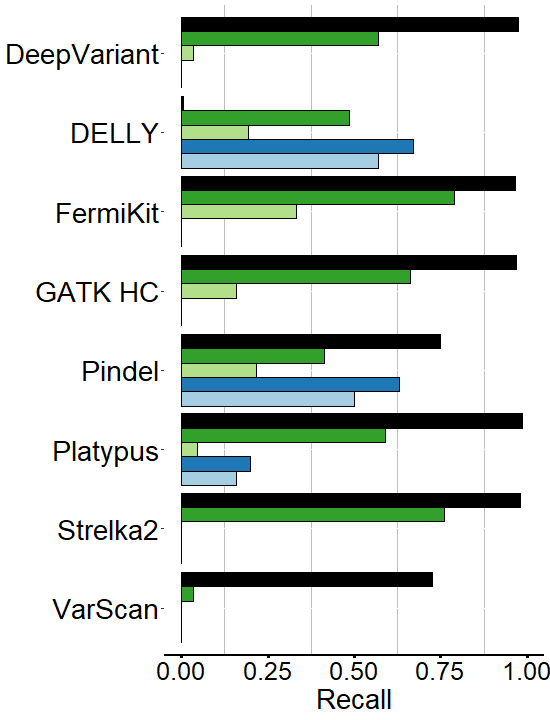 DeepVariant
DELLY
FermiKit
GATK HC
Pindel
Platypus
Strelka2
VarScan
0.00 0.25 0.50 0.75 1.00
Recall